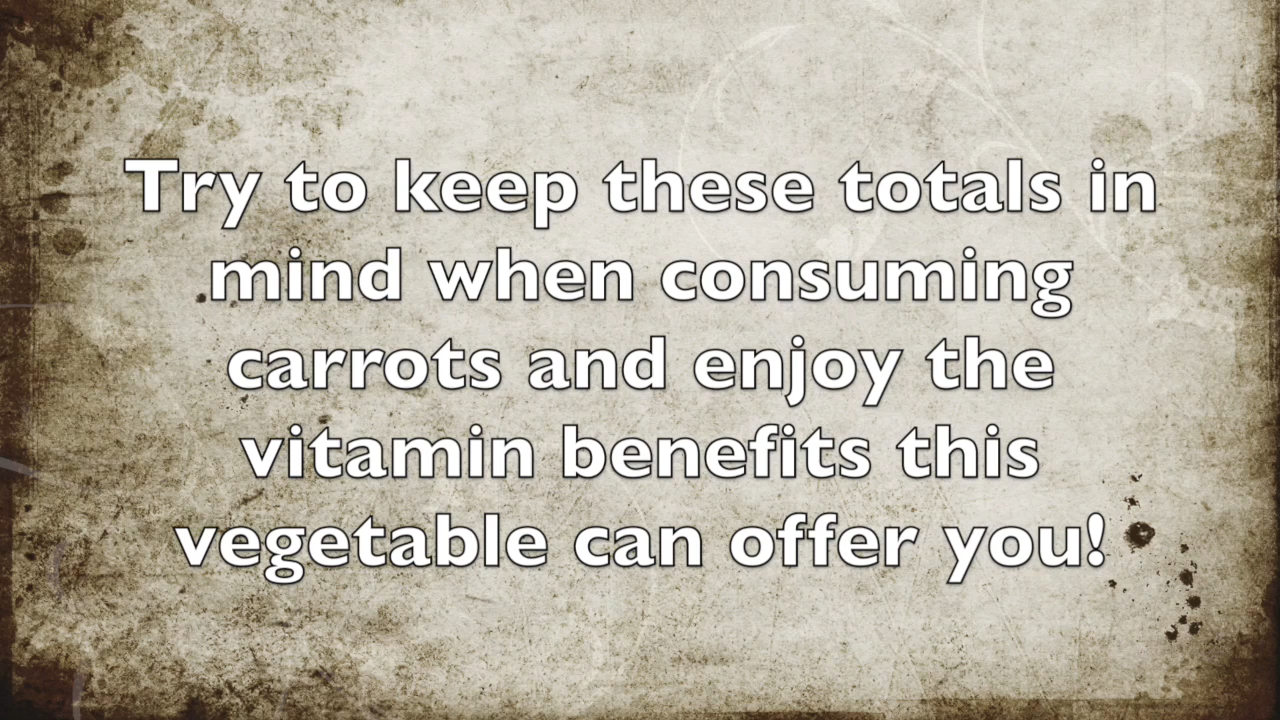 Try to keep these totals in
mind when consuming
carrots and enjoy the
vitamin benefits this
vegetable can offer you!